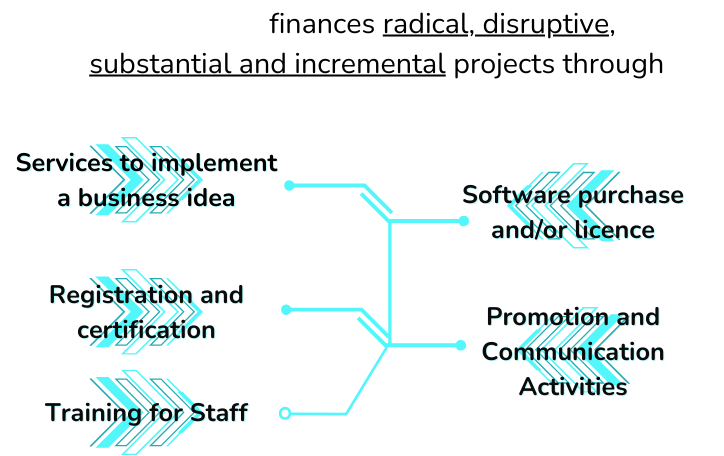 finances radical, disruptive,
substantial and incremental projects through
Services to implement
a business idea
Software purchase
and/or licence
Registration and
certification
Promotion and
Communication
Activities
Training for Staff